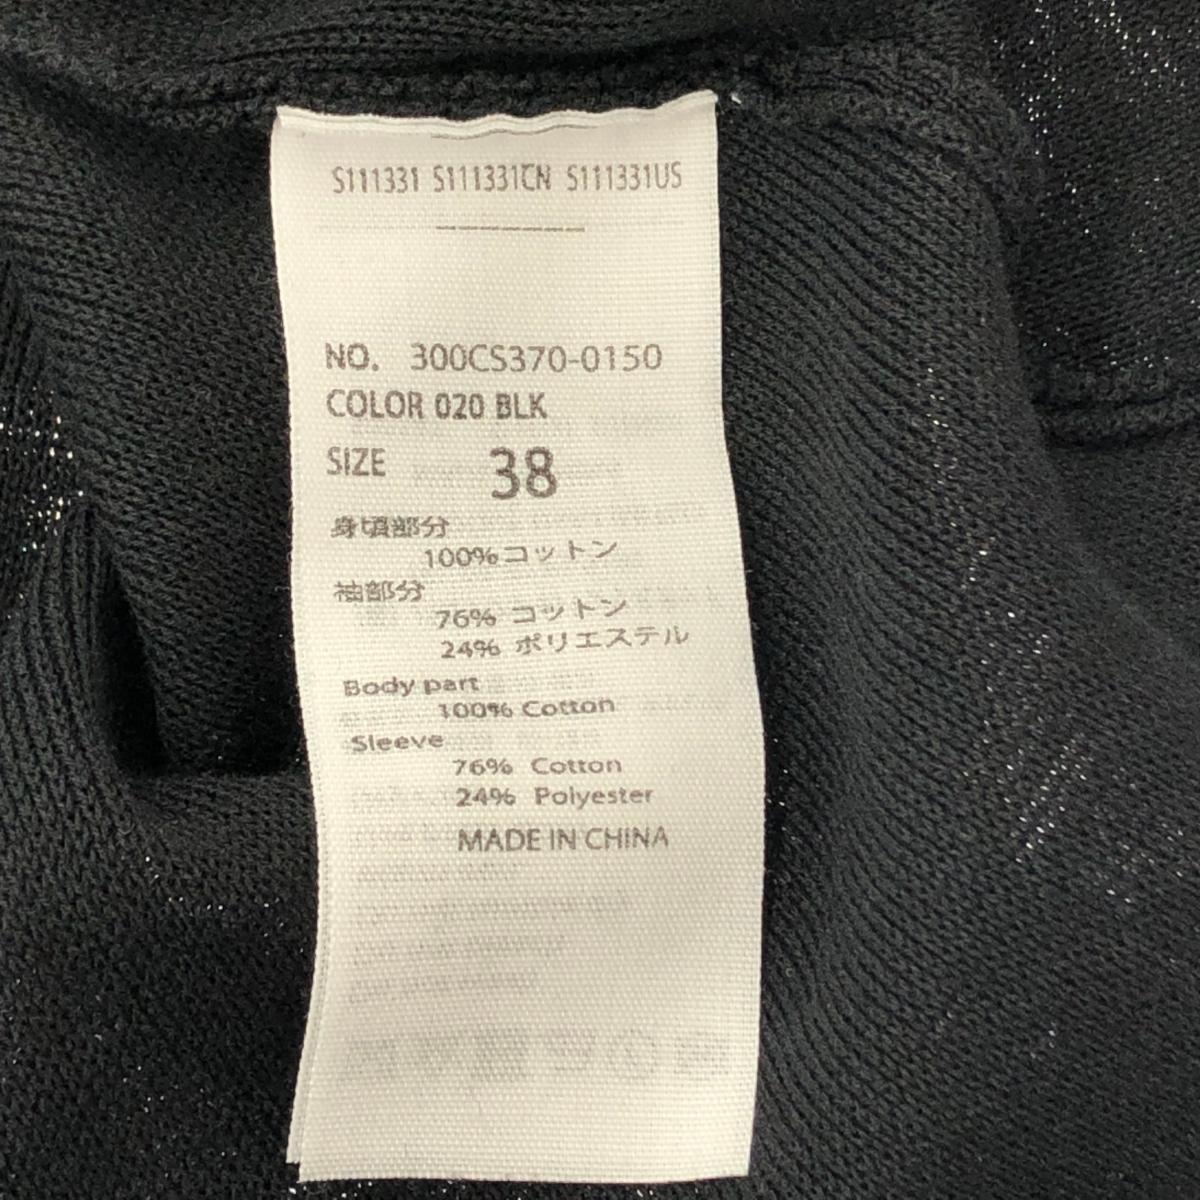 S111331 S111331CN S111331US
NO. 300CS370-0150
COLOR 020 BLK
SIZE 38
身頃部分
100%コットン
袖部分
76% コットン
24% ポリエステル
Body part
100% Cotton
Sleeve
76% Cotton
24% Polyester
MADE IN CHINA